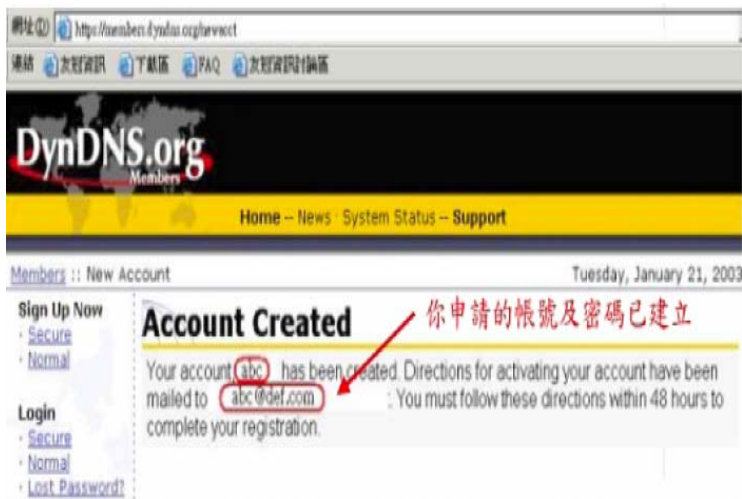 網址(D) https://members.dyndns.org/newacct
連結 友冠資訊 下載區 FAQ 友冠資訊討論區
DynDNS.org
Members
Home -- News · System Status -- Support
Members :: New Account Tuesday, January 21, 2003
Sign Up Now
· Secure
· Normal
Login
· Secure
· Normal
· Lost Password?
Account Created
你申請的帳號及密碼已建立
Your account abc has been created. Directions for activating your account have been
mailed to abc@def.com . You must follow these directions within 48 hours to
complete your registration.